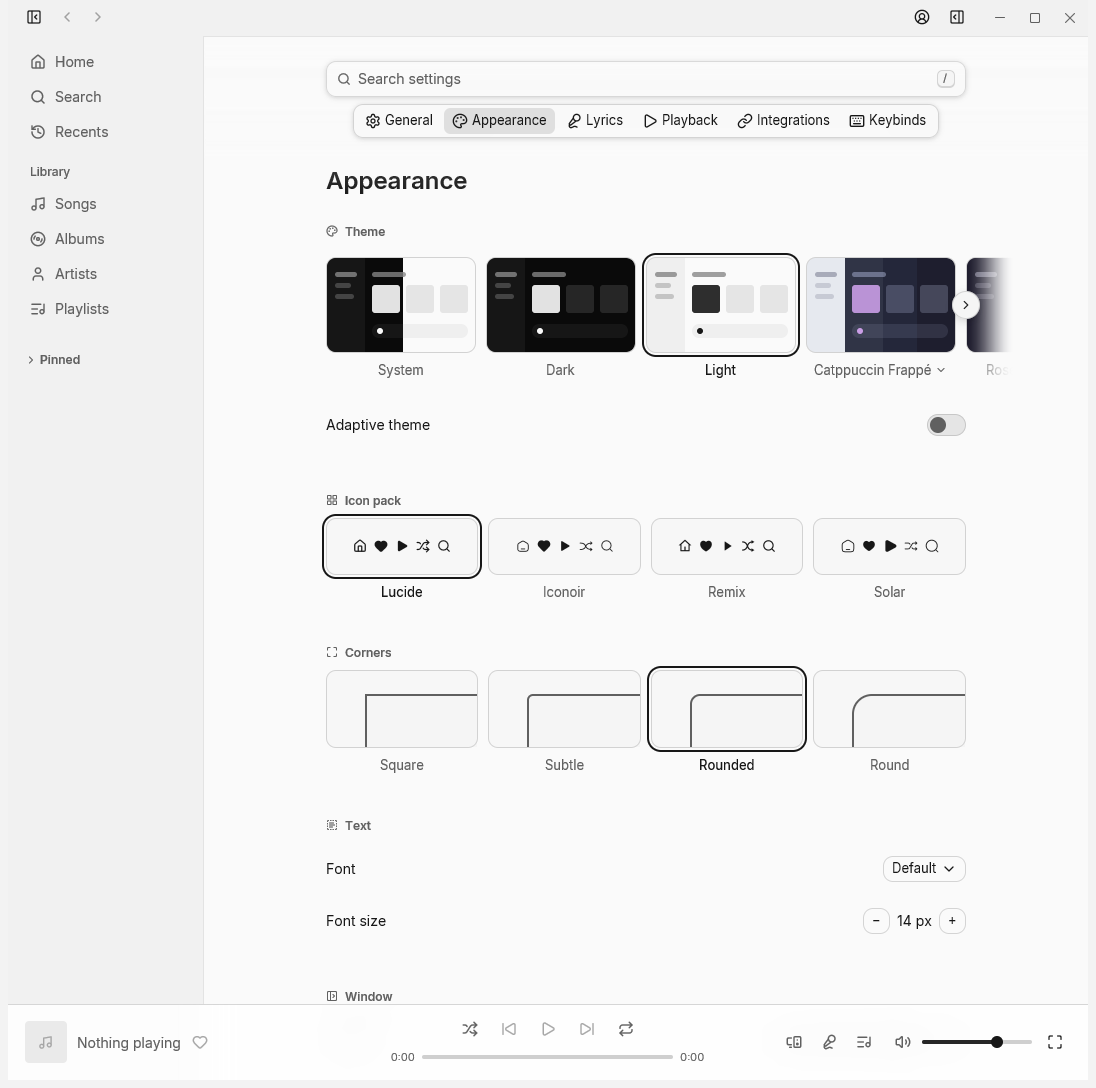 Home
Search
Recents
Library
Songs
Albums
Artists
Playlists
Pinned
Search settings /
General Appearance Lyrics Playback Integrations Keybinds
Appearance
Theme
System Dark Light Catppuccin Frappé
Adaptive theme
Icon pack
Lucide Iconoir Remix Solar
Corners
Square Subtle Rounded Round
Text
Font Default
Font size − 14 px +
Window
Nothing playing
0:00 0:00